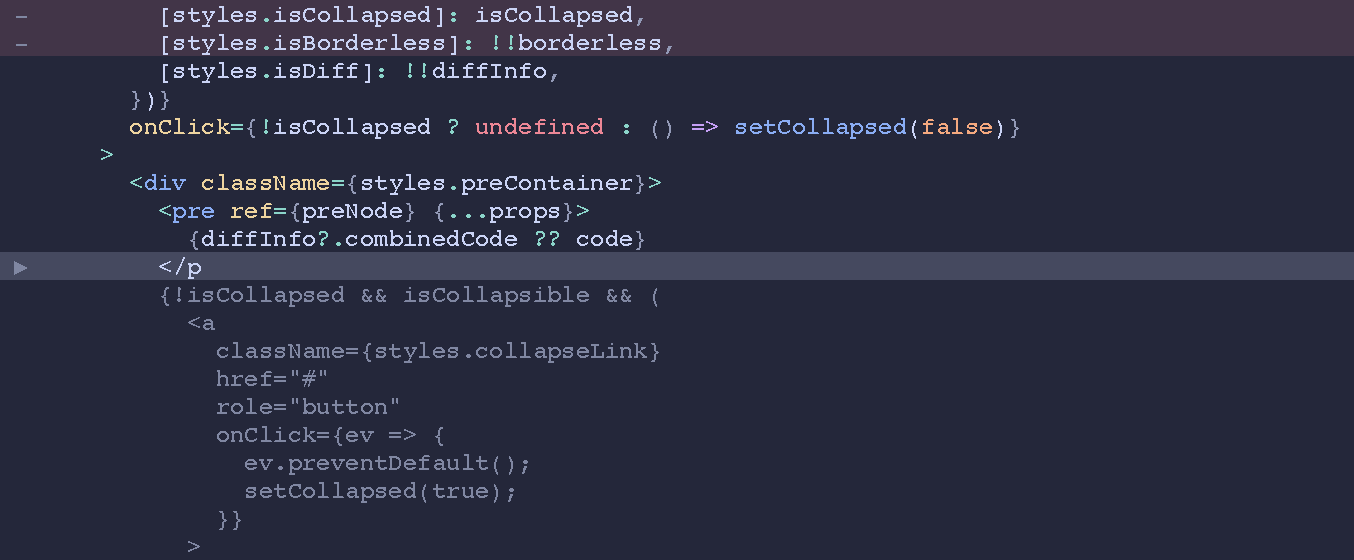 - [styles.isCollapsed]: isCollapsed,
- [styles.isBorderless]: !!borderless,
[styles.isDiff]: !!diffInfo,
})}
onClick={!isCollapsed ? undefined : () => setCollapsed(false)}
>
<div className={styles.preContainer}>
<pre ref={preNode} {...props}>
{diffInfo?.combinedCode ?? code}
</p
{!isCollapsed && isCollapsible && (
<a
className={styles.collapseLink}
href="#"
role="button"
onClick={ev => {
ev.preventDefault();
setCollapsed(true);
}}
>